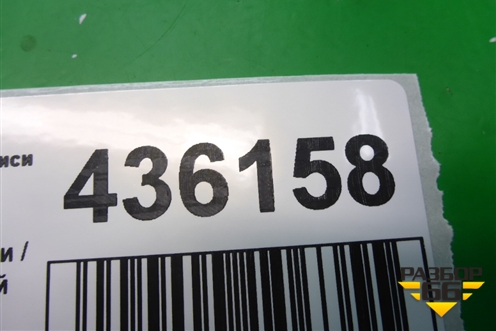 иси
436158
и /
й
РАЗБОР
66